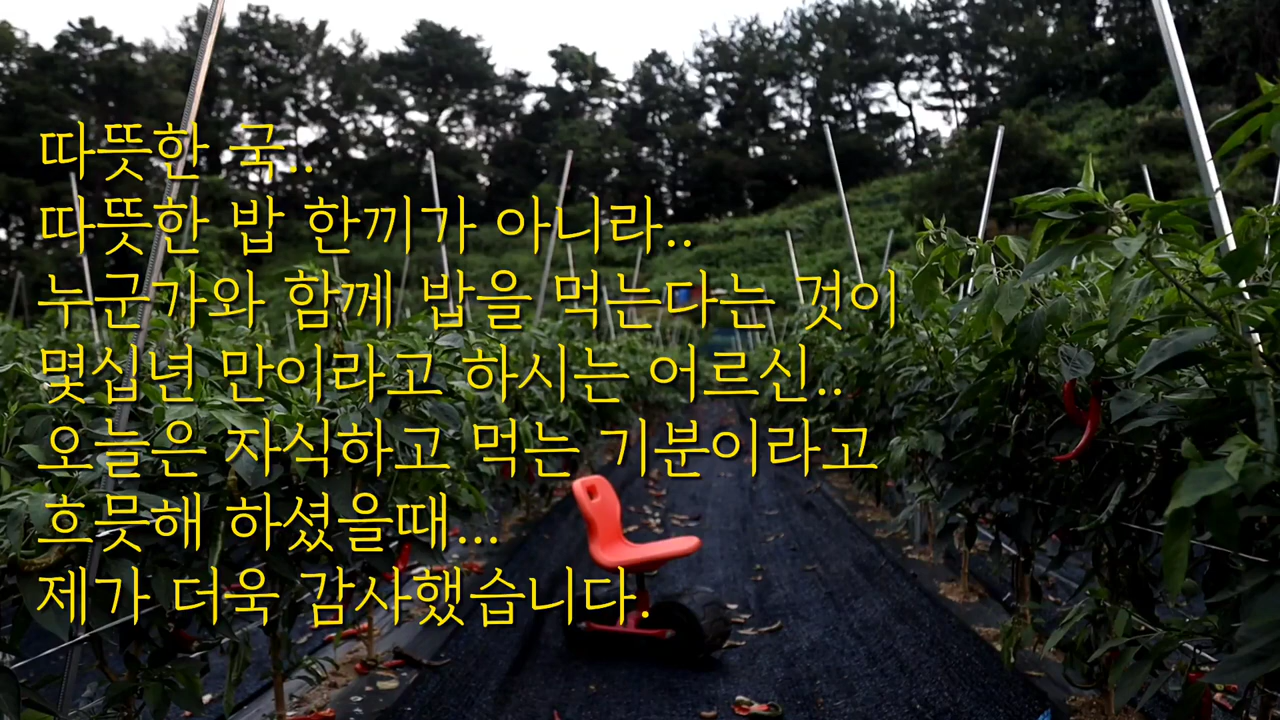 따뜻한 국..
따뜻한 밥 한끼가 아니라..
누군가와 함께 밥을 먹는다는 것이
몇십년 만이라고 하시는 어르신..
오늘은 자식하고 먹는 기분이라고
흐믓해 하셨을때...
제가 더욱 감사했습니다.